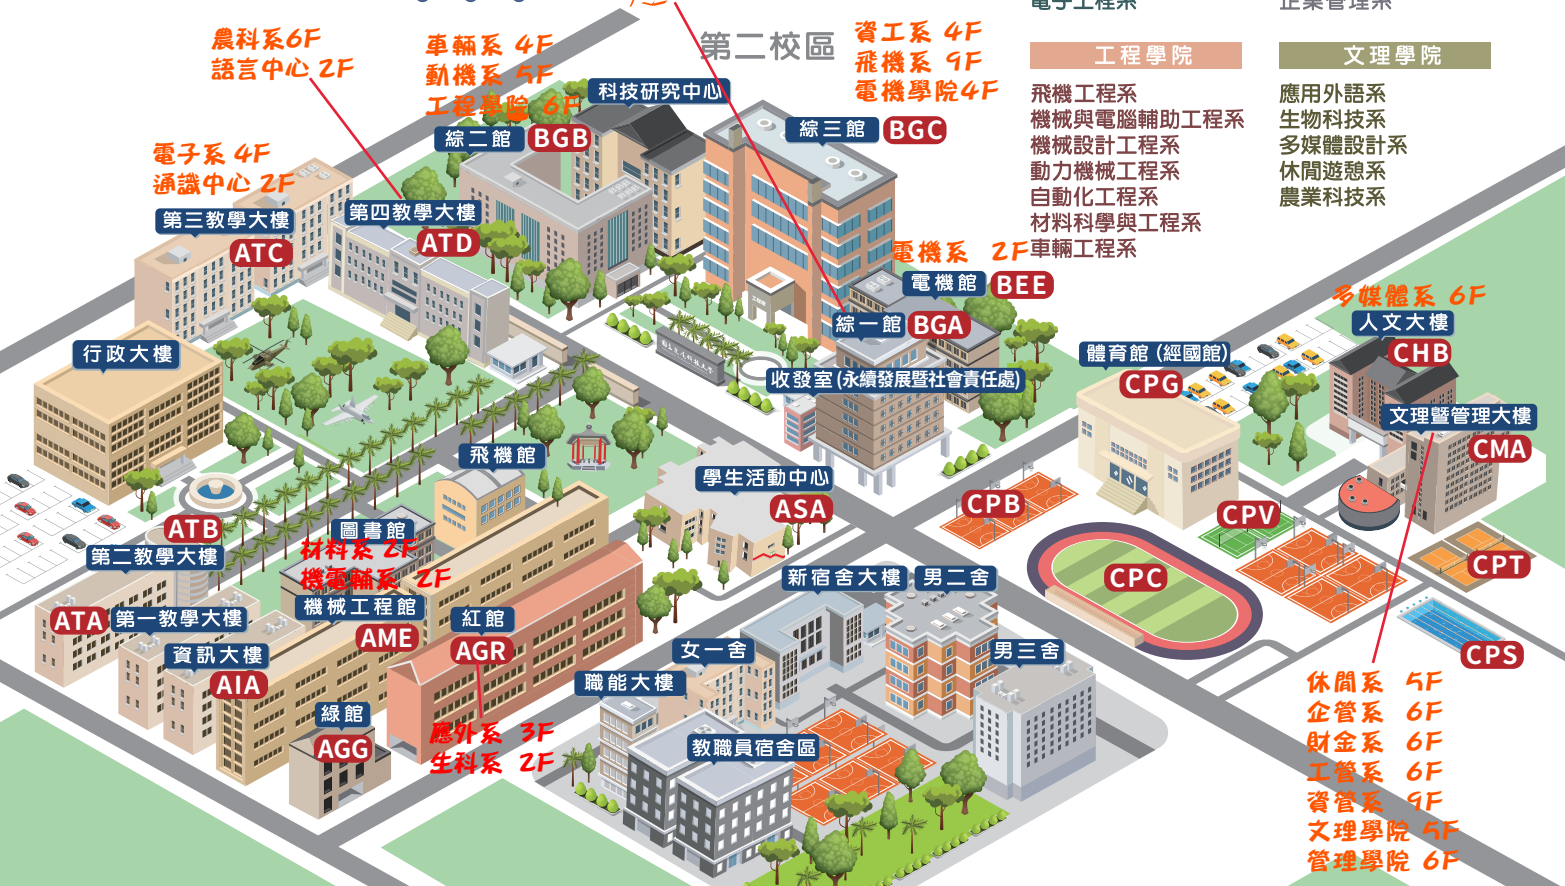 電子工程系
企業管理系
農科系6F
語言中心 2F
車輛系 4F
動機系 5F
工程學院 6F
第二校區
資工系 4F
飛機系 9F
電機學院4F
工程學院
飛機工程系
機械與電腦輔助工程系
機械設計工程系
動力機械工程系
自動化工程系
材料科學與工程系
車輛工程系
文理學院
應用外語系
生物科技系
多媒體設計系
休閒遊憩系
農業科技系
科技研究中心
綜二館 BGB
綜三館 BGC
電子系 4F
通識中心 2F
第三教學大樓
ATC
第四教學大樓
ATD
電機系 2F
電機館 BEE
綜一館 BGA
多媒體系 6F
人文大樓
CHB
行政大樓
體育館 (經國館)
CPG
收發室(永續發展暨社會責任處)
文理暨管理大樓
CMA
飛機館
學生活動中心
ASA
CPB
CPV
ATB
第二教學大樓
圖書館
材料系 2F
機電輔系 2F
機械工程館
AME
CPT
新宿舍大樓
男二舍
CPC
ATA
第一教學大樓
紅館
AGR
資訊大樓
AIA
女一舍
男三舍
CPS
職能大樓
綠館
AGG
應外系 3F
生科系 2F
教職員宿舍區
休閒系 5F
企管系 6F
財金系 6F
工管系 6F
資管系 9F
文理學院 5F
管理學院 6F